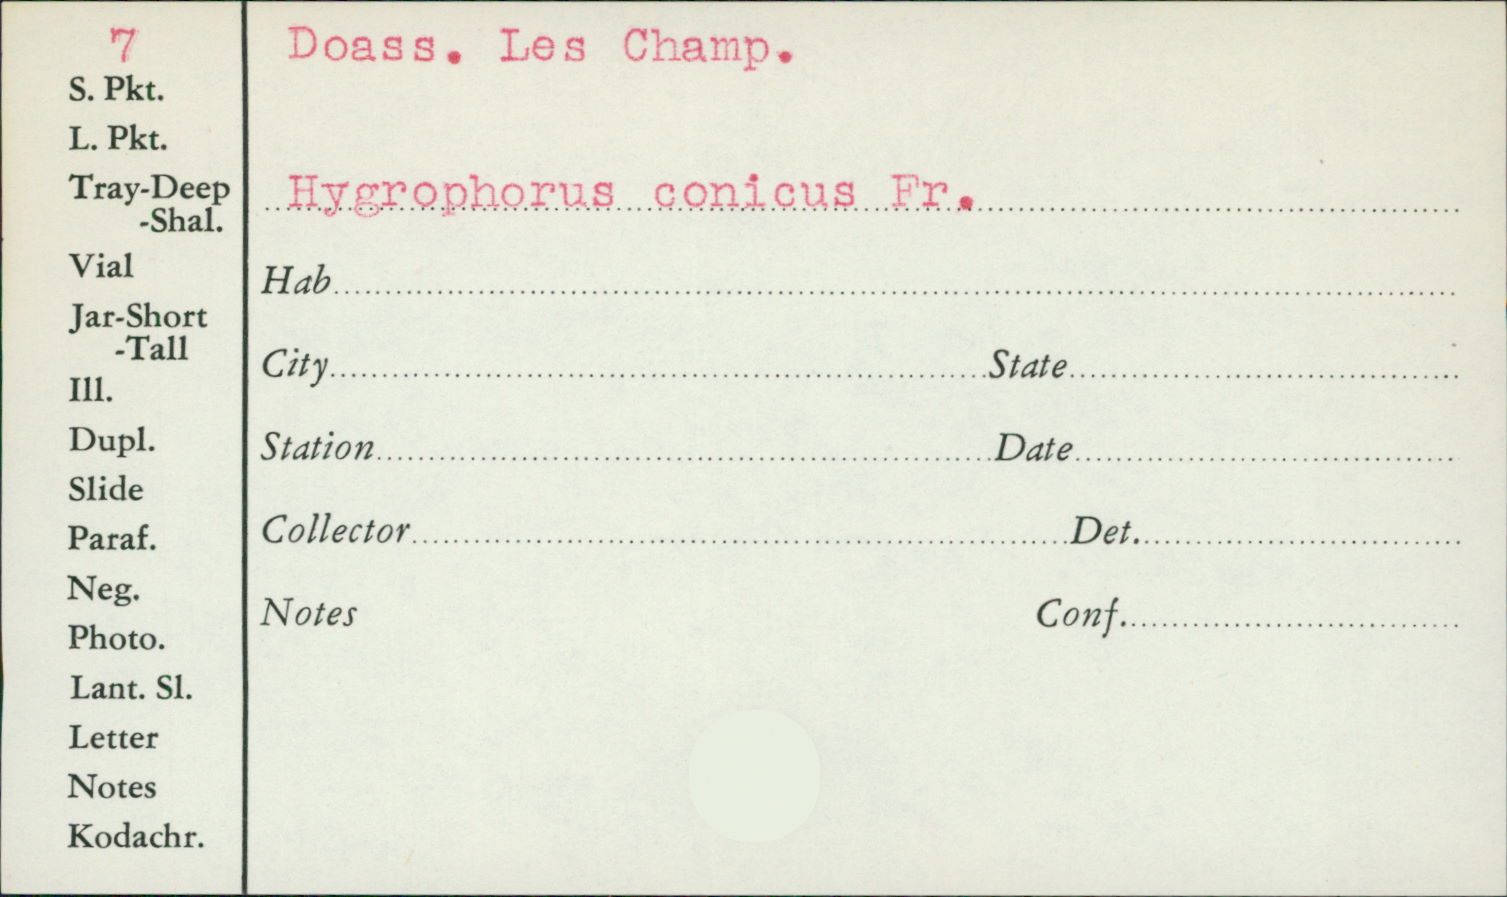 7
S. Pkt.
L. Pkt.
Tray-Deep
-Shal.
Vial
Jar-Short
-Tall
Ill.
Dupl.
Slide
Paraf.
Neg.
Photo.
Lant. Sl.
Letter
Notes
Kodachr.
Doass. Les Champ.
Hygrophorus conicus Fr.
Hab
City State
Station Date
Collector Det.
Notes Conf.